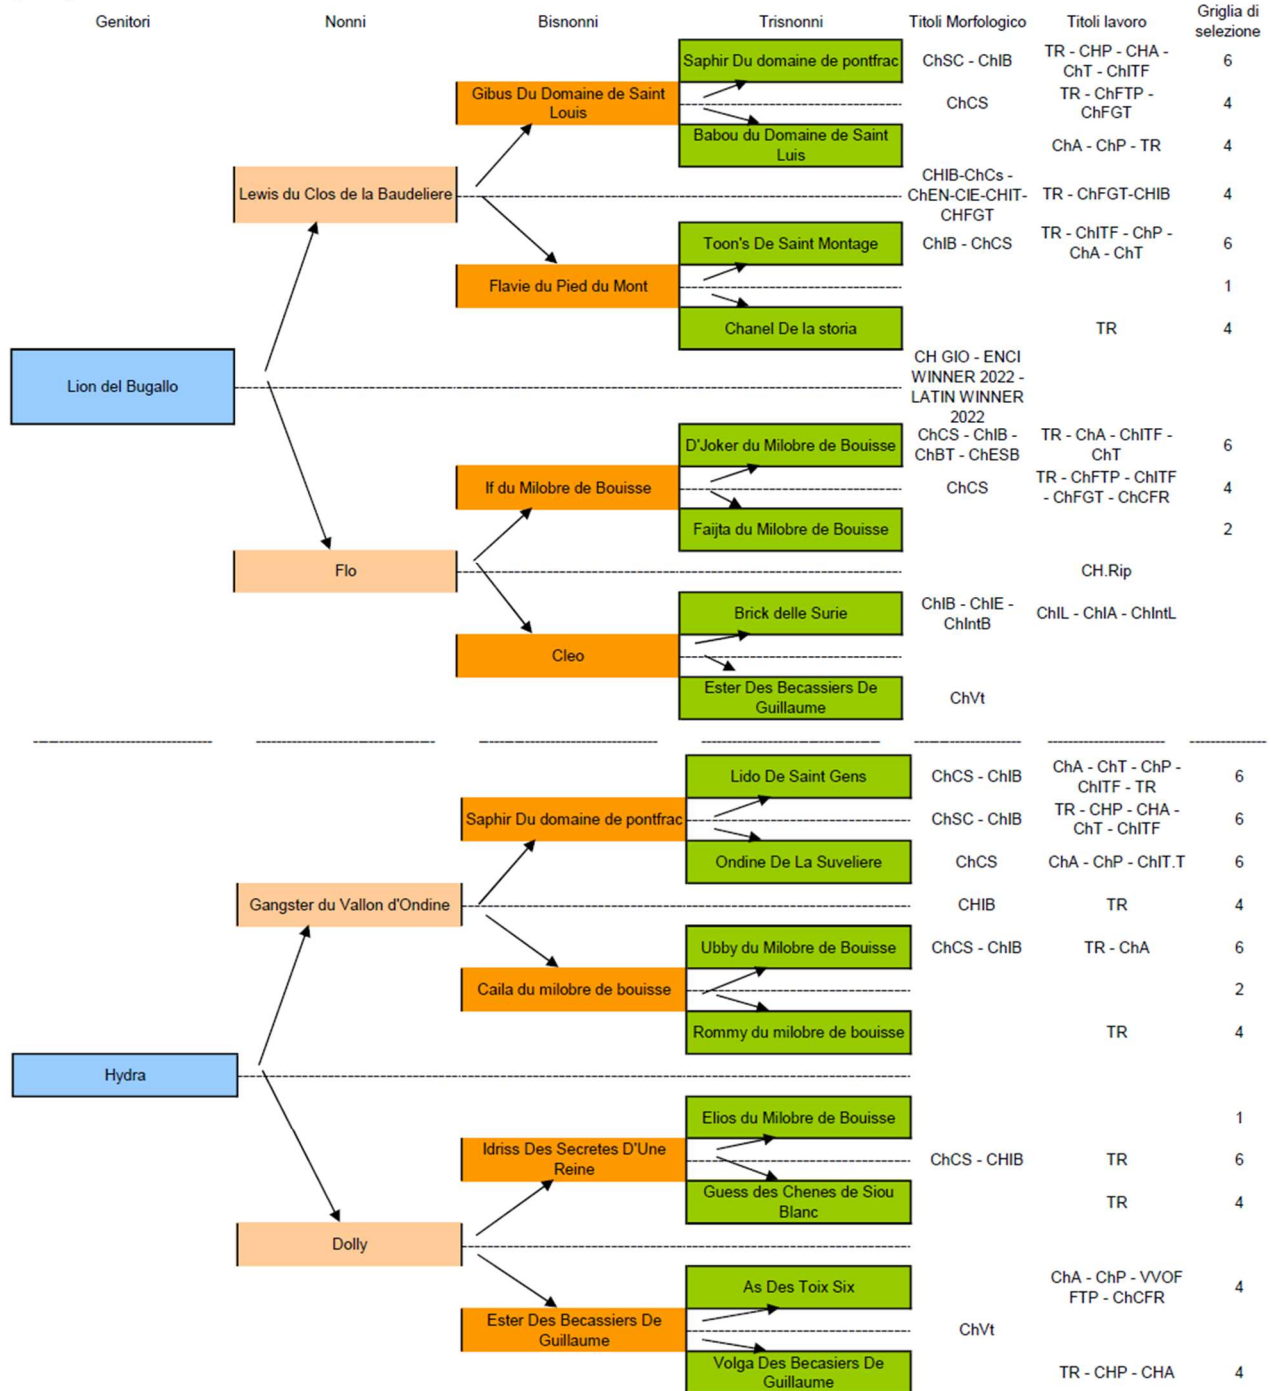 Genitori Nonni Bisnonni Trisnonni Titoli Morfologico Titoli lavoro Griglia di
selezione
Saphir Du domaine de pontfrac ChSC - ChIB TR - CHP - CHA -
ChT - ChITF 6
Gibus Du Domaine de Saint
Louis ChCS TR - ChFTP -
ChFGT 4
Babou du Domaine de Saint
Luis ChA - ChP - TR 4
Lewis du Clos de la Baudeliere CHIB-ChCs -
ChEN-CIE-CHIT-
CHFGT TR - ChFGT-CHIB 4
Toon's De Saint Montage ChIB - ChCS TR - ChITF - ChP -
ChA - ChT 6
Flavie du Pied du Mont 1
Chanel De la storia TR 4
Lion del Bugallo CH GIO - ENCI
WINNER 2022 -
LATIN WINNER
2022
D'Joker du Milobre de Bouisse ChCS - ChIB -
ChBT - ChESB TR - ChA - ChITF -
ChT 6
If du Milobre de Bouisse ChCS TR - ChFTP - ChITF
- ChFGT - ChCFR 4
Faijta du Milobre de Bouisse 2
Flo CH.Rip
Brick delle Surie ChIB - ChIE -
ChIntB ChIL - ChIA - ChIntL
Cleo
Ester Des Becassiers De
Guillaume ChVt
Lido De Saint Gens ChCS - ChIB ChA - ChT - ChP -
ChITF - TR 6
Saphir Du domaine de pontfrac ChSC - ChIB TR - CHP - CHA -
ChT - ChITF 6
Ondine De La Suveliere ChCS ChA - ChP - ChIT.T 6
Gangster du Vallon d'Ondine CHIB TR 4
Ubby du Milobre de Bouisse ChCS - ChIB TR - ChA 6
Caila du milobre de bouisse 2
Rommy du milobre de bouisse TR 4
Hydra
Elios du Milobre de Bouisse 1
Idriss Des Secretes D'Une
Reine ChCS - CHIB TR 6
Guess des Chenes de Siou
Blanc TR 4
Dolly
As Des Toix Six ChA - ChP - VVOF
FTP - ChCFR 4
Ester Des Becassiers De
Guillaume ChVt
Volga Des Becasiers De
Guillaume TR - CHP - CHA 4